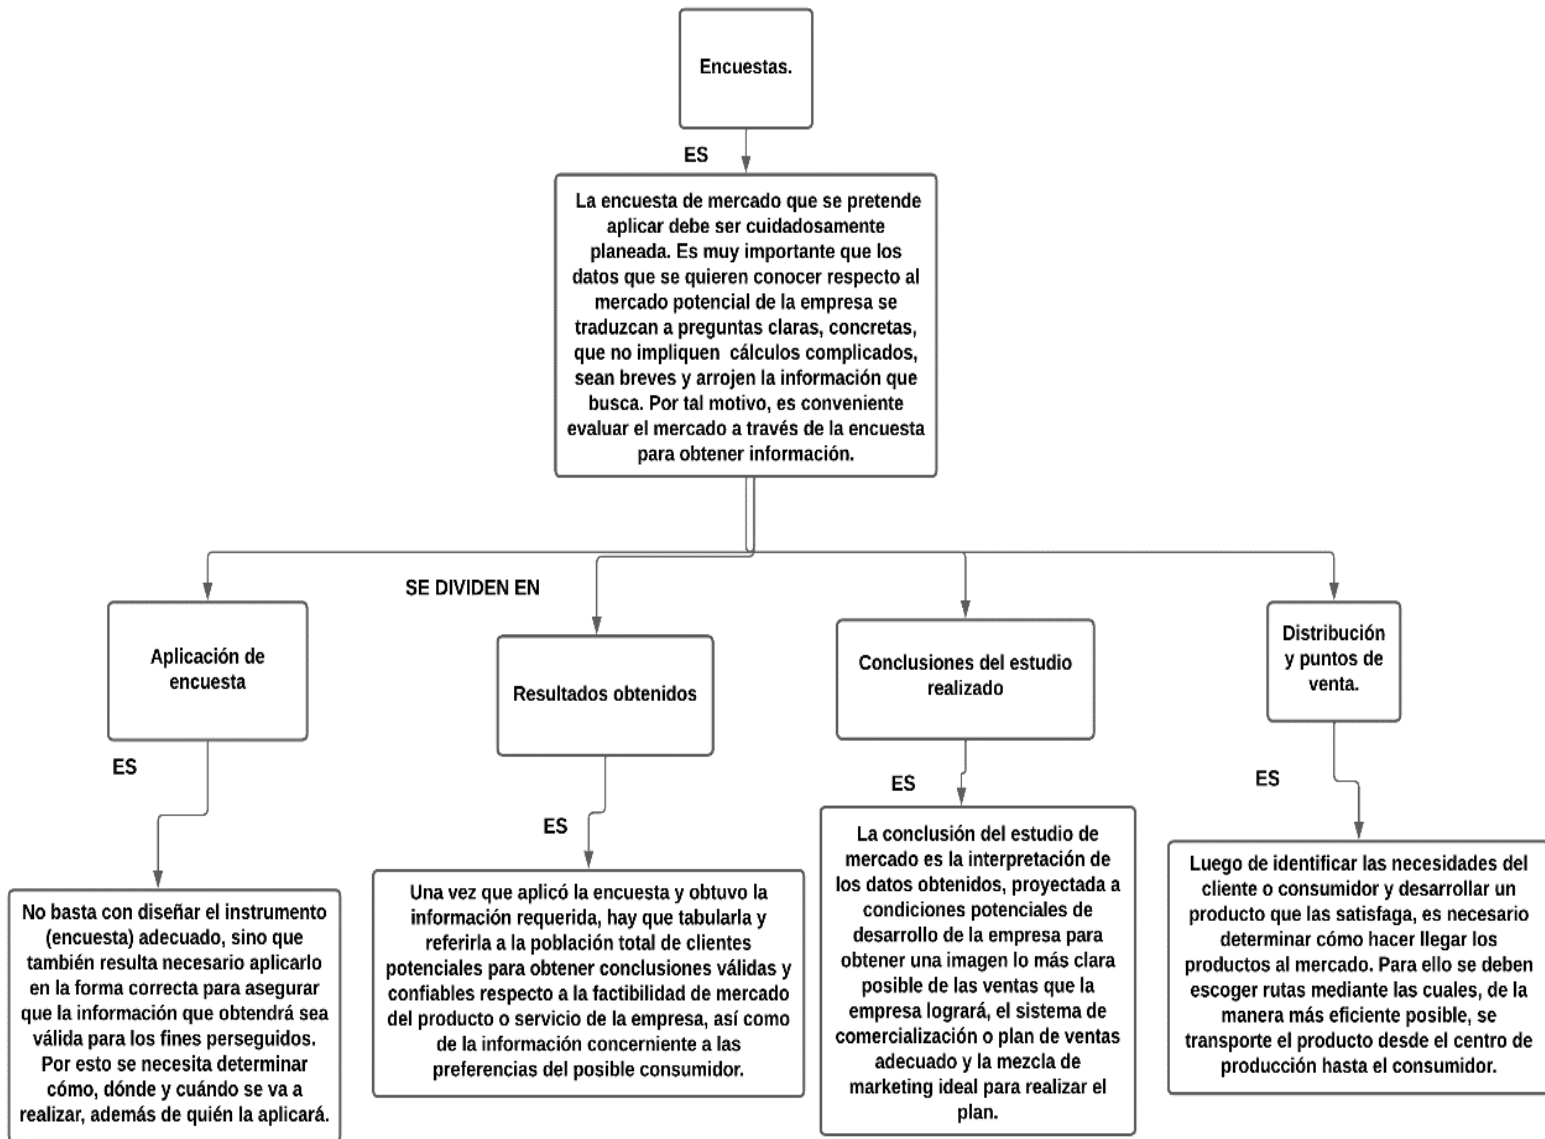 Encuestas.
ES
La encuesta de mercado que se pretende
aplicar debe ser cuidadosamente
planeada. Es muy importante que los
datos que se quieren conocer respecto al
mercado potencial de la empresa se
traduzcan a preguntas claras, concretas,
que no impliquen cálculos complicados,
sean breves y arrojen la información que
busca. Por tal motivo, es conveniente
evaluar el mercado a través de la encuesta
para obtener información.
SE DIVIDEN EN
Aplicación de
encuesta
ES
No basta con diseñar el instrumento
(encuesta) adecuado, sino que
también resulta necesario aplicarlo
en la forma correcta para asegurar
que la información que obtendrá sea
válida para los fines perseguidos.
Por esto se necesita determinar
cómo, dónde y cuándo se va a
realizar, además de quién la aplicará.
Resultados obtenidos
ES
Una vez que aplicó la encuesta y obtuvo la
información requerida, hay que tabularla y
referirla a la población total de clientes
potenciales para obtener conclusiones válidas y
confiables respecto a la factibilidad de mercado
del producto o servicio de la empresa, así como
de la información concerniente a las
preferencias del posible consumidor.
Conclusiones del estudio
realizado
ES
La conclusión del estudio de
mercado es la interpretación de
los datos obtenidos, proyectada a
condiciones potenciales de
desarrollo de la empresa para
obtener una imagen lo más clara
posible de las ventas que la
empresa logrará, el sistema de
comercialización o plan de ventas
adecuado y la mezcla de
marketing ideal para realizar el
plan.
Distribución
y puntos de
venta.
ES
Luego de identificar las necesidades del
cliente o consumidor y desarrollar un
producto que las satisfaga, es necesario
determinar cómo hacer llegar los
productos al mercado. Para ello se deben
escoger rutas mediante las cuales, de la
manera más eficiente posible, se
transporte el producto desde el centro de
producción hasta el consumidor.